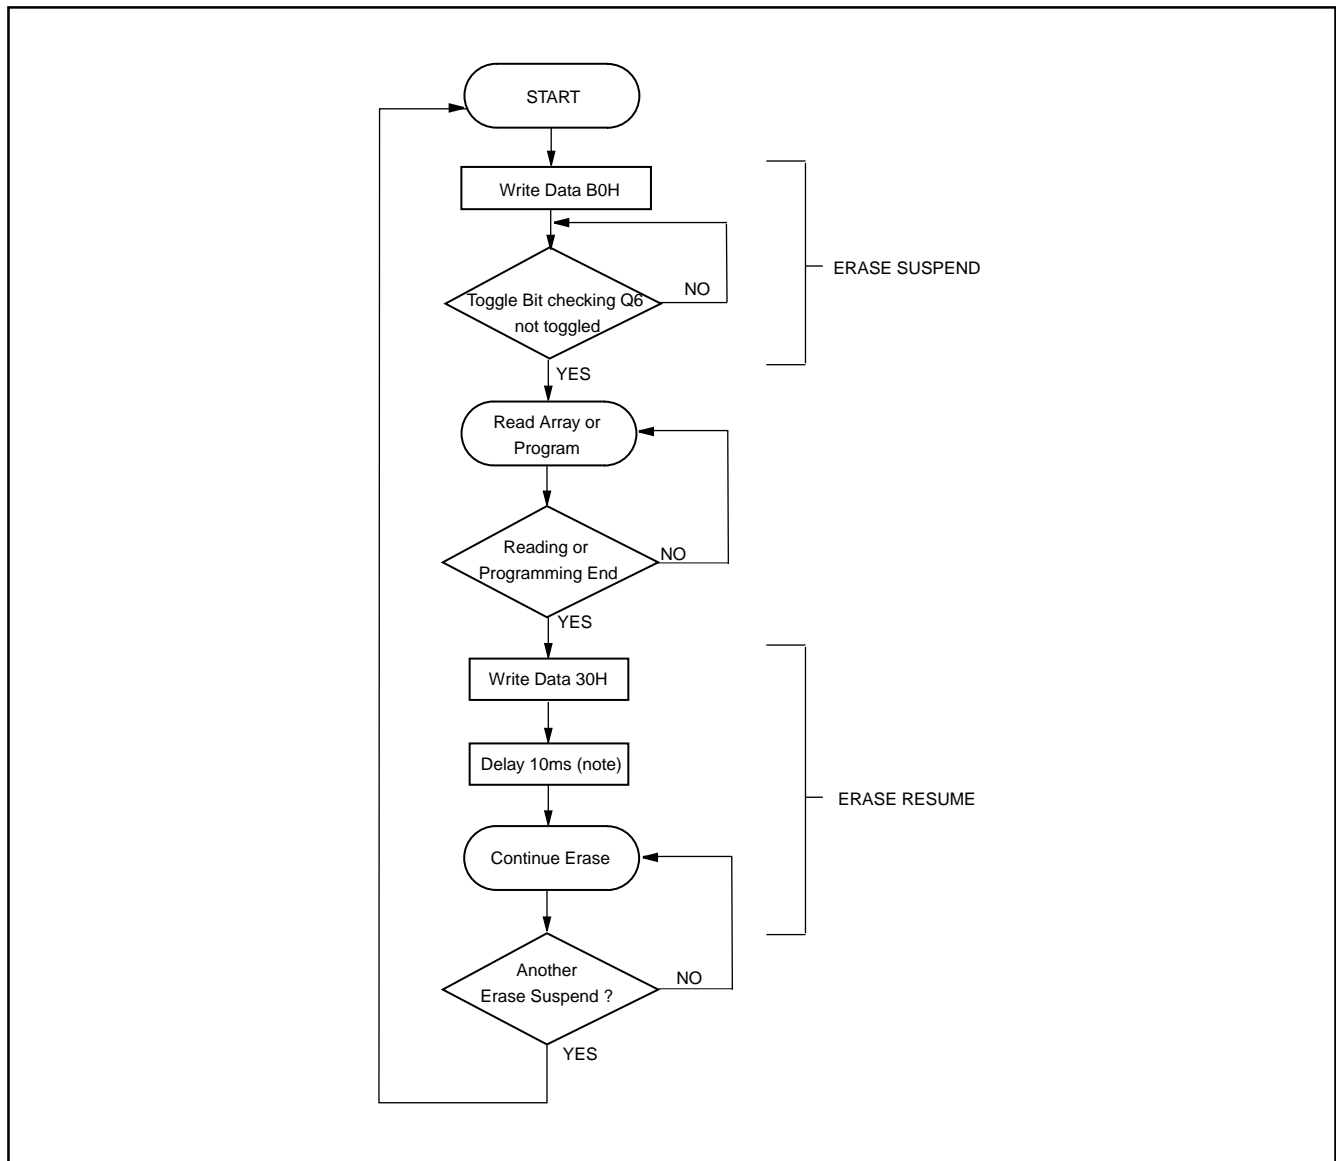 START
Write Data B0H
ERASE SUSPEND
NO
Toggle Bit checking Q6
not toggled
YES
Read Array or
Program
Reading or
NO
Programming End
YES
Write Data 30H
Delay 10ms (note)
ERASE RESUME
Continue Erase
Another
NO
Erase Suspend ?
YES